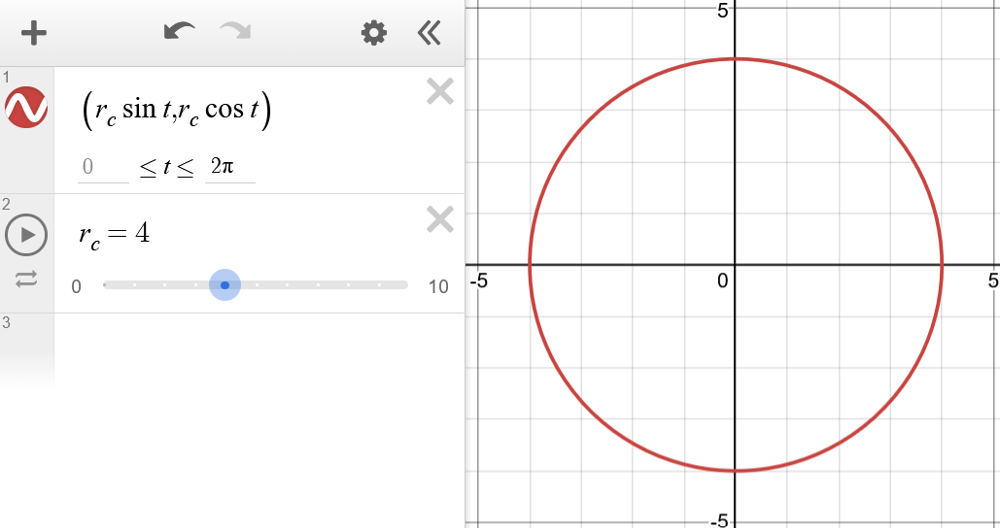 1
(r_c sin t,r_c cos t)
0 ≤ t ≤ 2π
2
r_c = 4
0 10
3
5
-5 0 5
-5